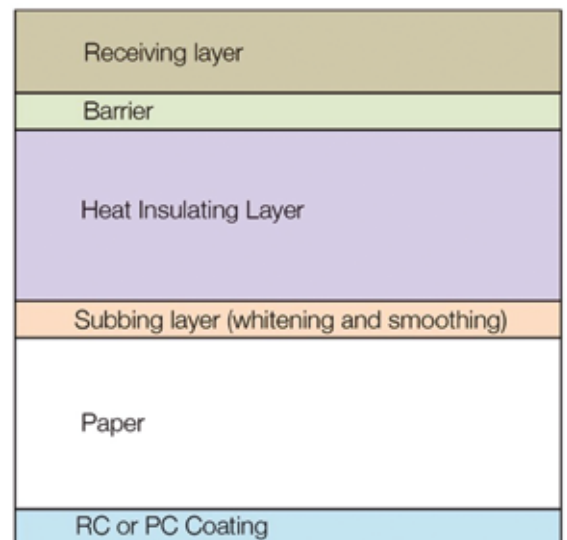 Receiving layer
Barrier
Heat Insulating Layer
Subbing layer (whitening and smoothing)
Paper
RC or PC Coating